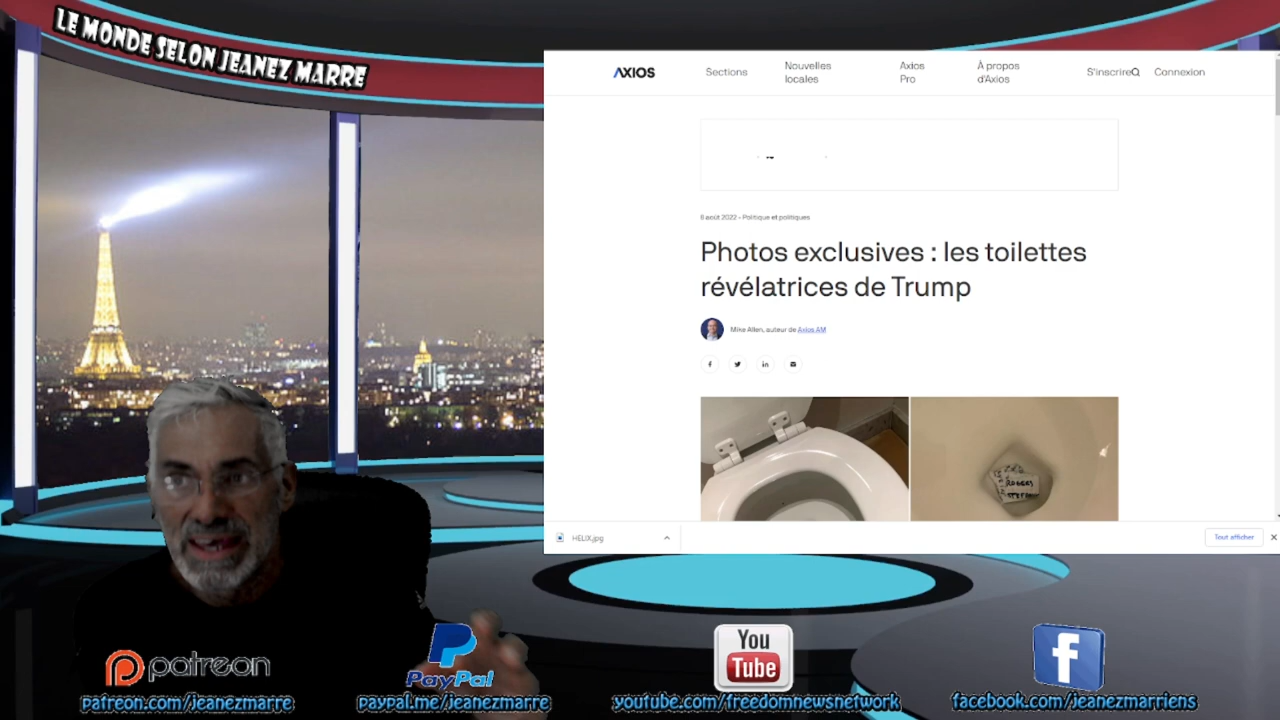 LE MONDE SELON JEANEZ MARRE
AXIOS
Sections
Nouvelles
locales
Axios
Pro
À propos
d'Axios
S'inscrire
Connexion
8 août 2022 - Politique et politiques
Photos exclusives : les toilettes
révélatrices de Trump
Mike Allen, auteur de Axios AM
ROGERS
HELIX.jpg
Tout afficher
patreon
patreon.com/jeanezmarre
PayPal
paypal.me/jeanezmarre
You
Tube
youtube.com/freedomnewsnetwork
facebook.com/jeanezmarriens